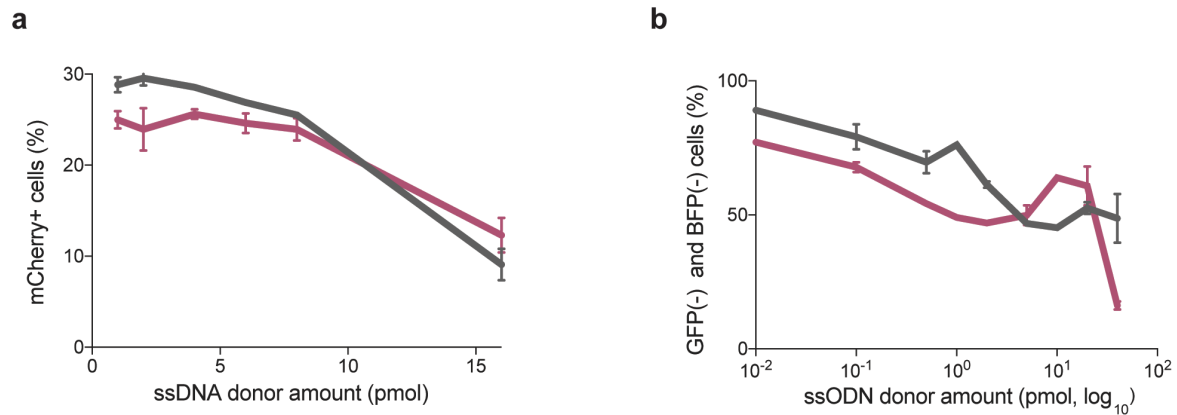 a
mCherry+ cells (%)
30
20
10
0
0
5
10
15
ssDNA donor amount (pmol)
b
GFP(-) and BFP(-) cells (%)
100
50
0
10⁻²
10⁻¹
10⁰
10¹
10²
ssODN donor amount (pmol, log₁₀)